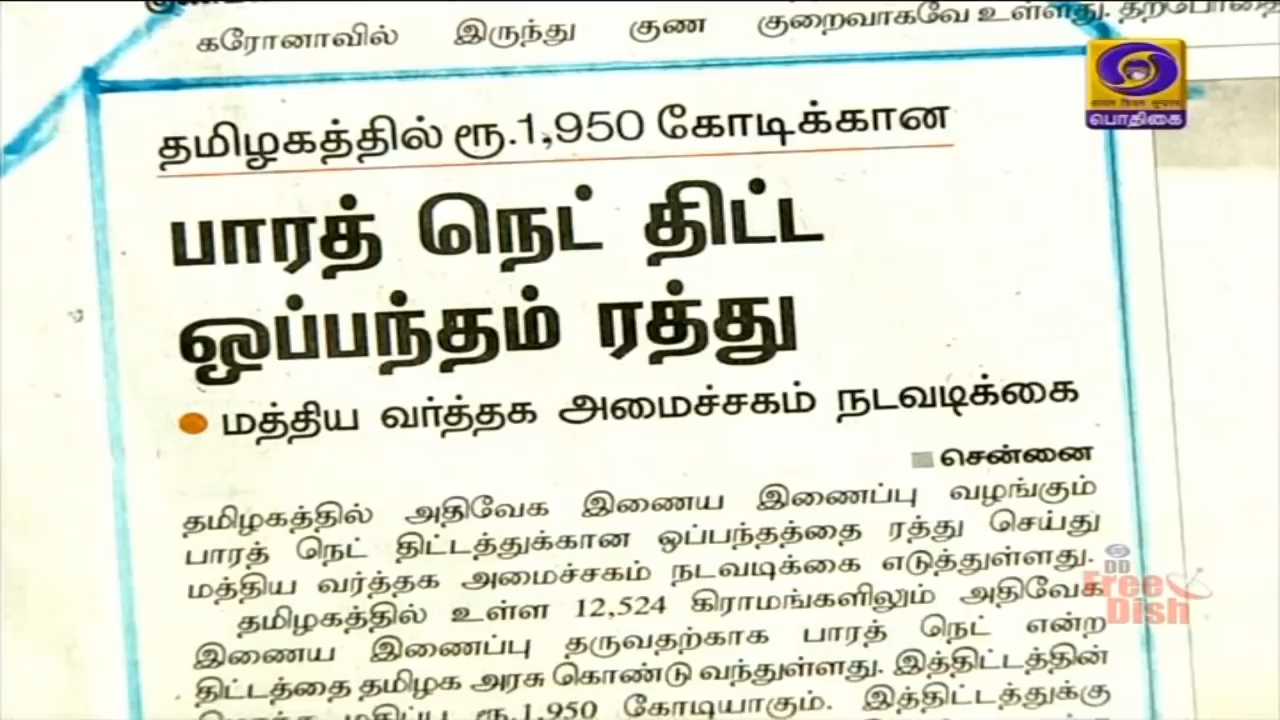 கரோனாவில் இருந்து குண குறைவாகவே உள்ளது.
தமிழகத்தில் ரூ.1,950 கோடிக்கான
பாரத் நெட் திட்ட
ஒப்பந்தம் ரத்து
மத்திய வர்த்தக அமைச்சகம் நடவடிக்கை
சென்னை
தமிழகத்தில் அதிவேக இணைய இணைப்பு வழங்கும்
பாரத் நெட் திட்டத்துக்கான ஒப்பந்தத்தை ரத்து செய்து
மத்திய வர்த்தக அமைச்சகம் நடவடிக்கை எடுத்துள்ளது.
தமிழகத்தில் உள்ள 12,524 கிராமங்களிலும் அதிவேக
இணைய இணைப்பு தருவதற்காக பாரத் நெட் என்ற
திட்டத்தை தமிழக அரசு கொண்டு வந்துள்ளது. இத்திட்டத்தின்
ரூ.1,950 கோடியாகும். இத்திட்டத்துக்கு
பொதிகை
DD
Free
Dish